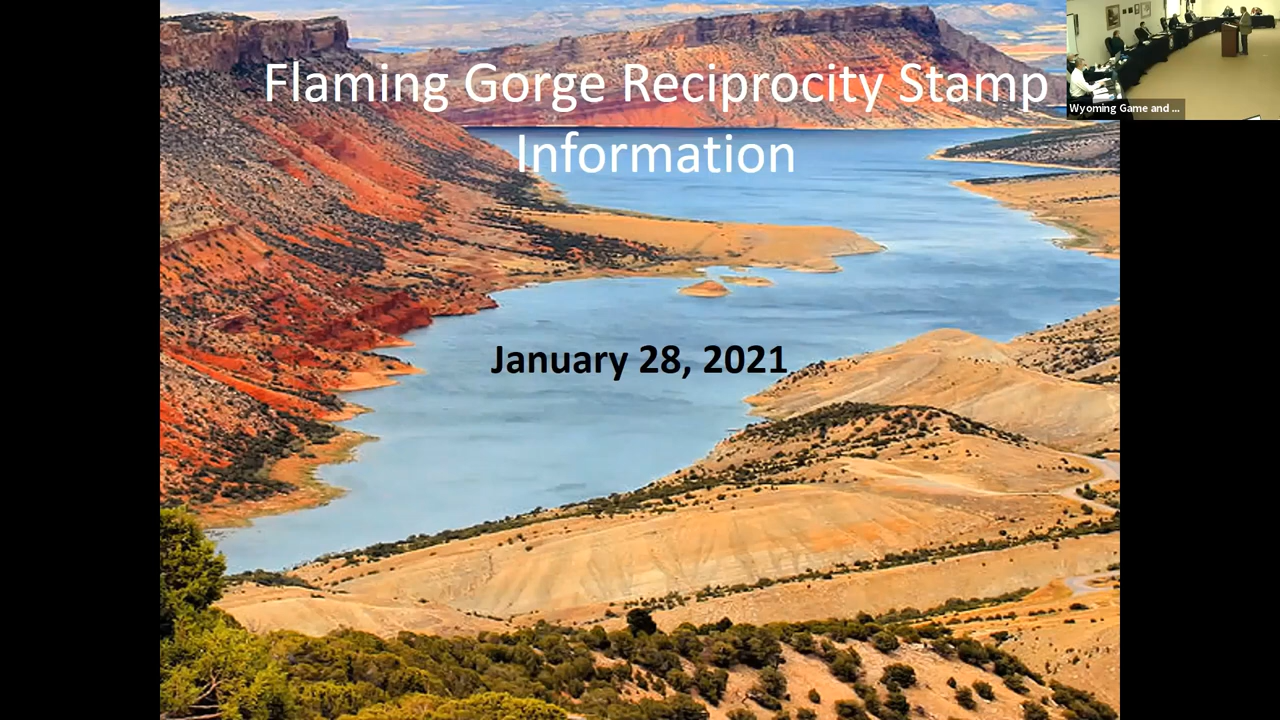 Flaming Gorge Reciprocity Stamp
Information
Wyoming Game and ...
January 28, 2021